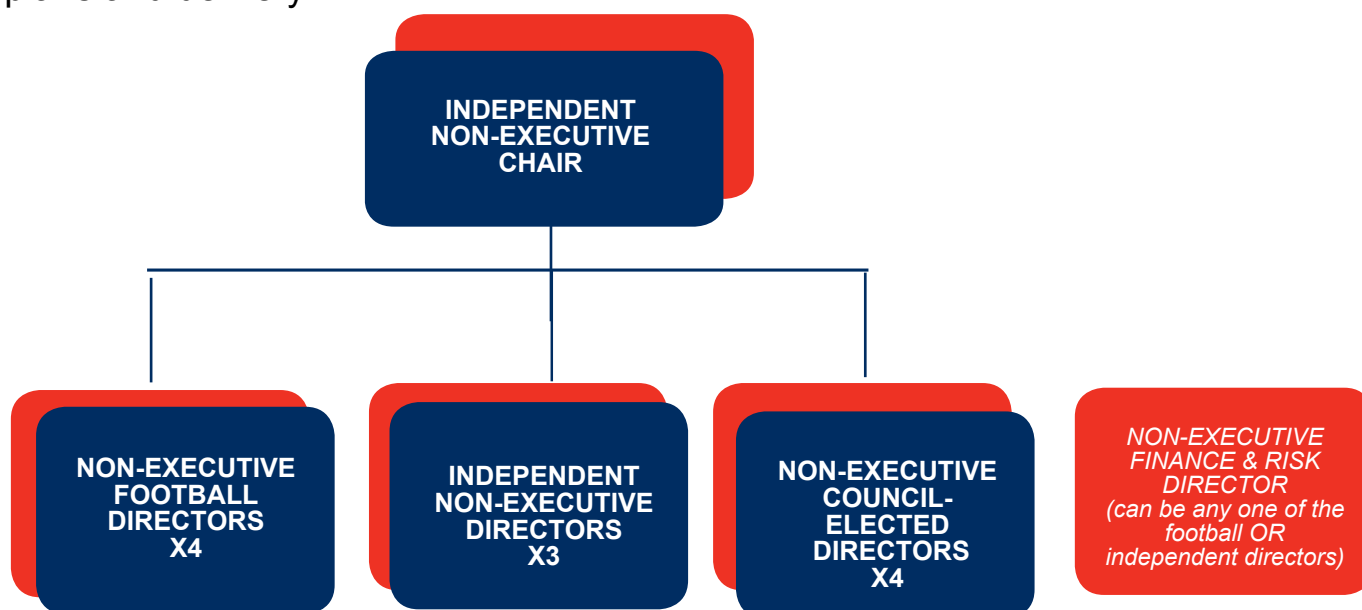 INDEPENDENT
NON-EXECUTIVE
CHAIR
NON-EXECUTIVE
FOOTBALL
DIRECTORS
X4
INDEPENDENT
NON-EXECUTIVE
DIRECTORS
X3
NON-EXECUTIVE
COUNCIL-
ELECTED
DIRECTORS
X4
NON-EXECUTIVE
FINANCE & RISK
DIRECTOR
(can be any one of the
football OR
independent directors)